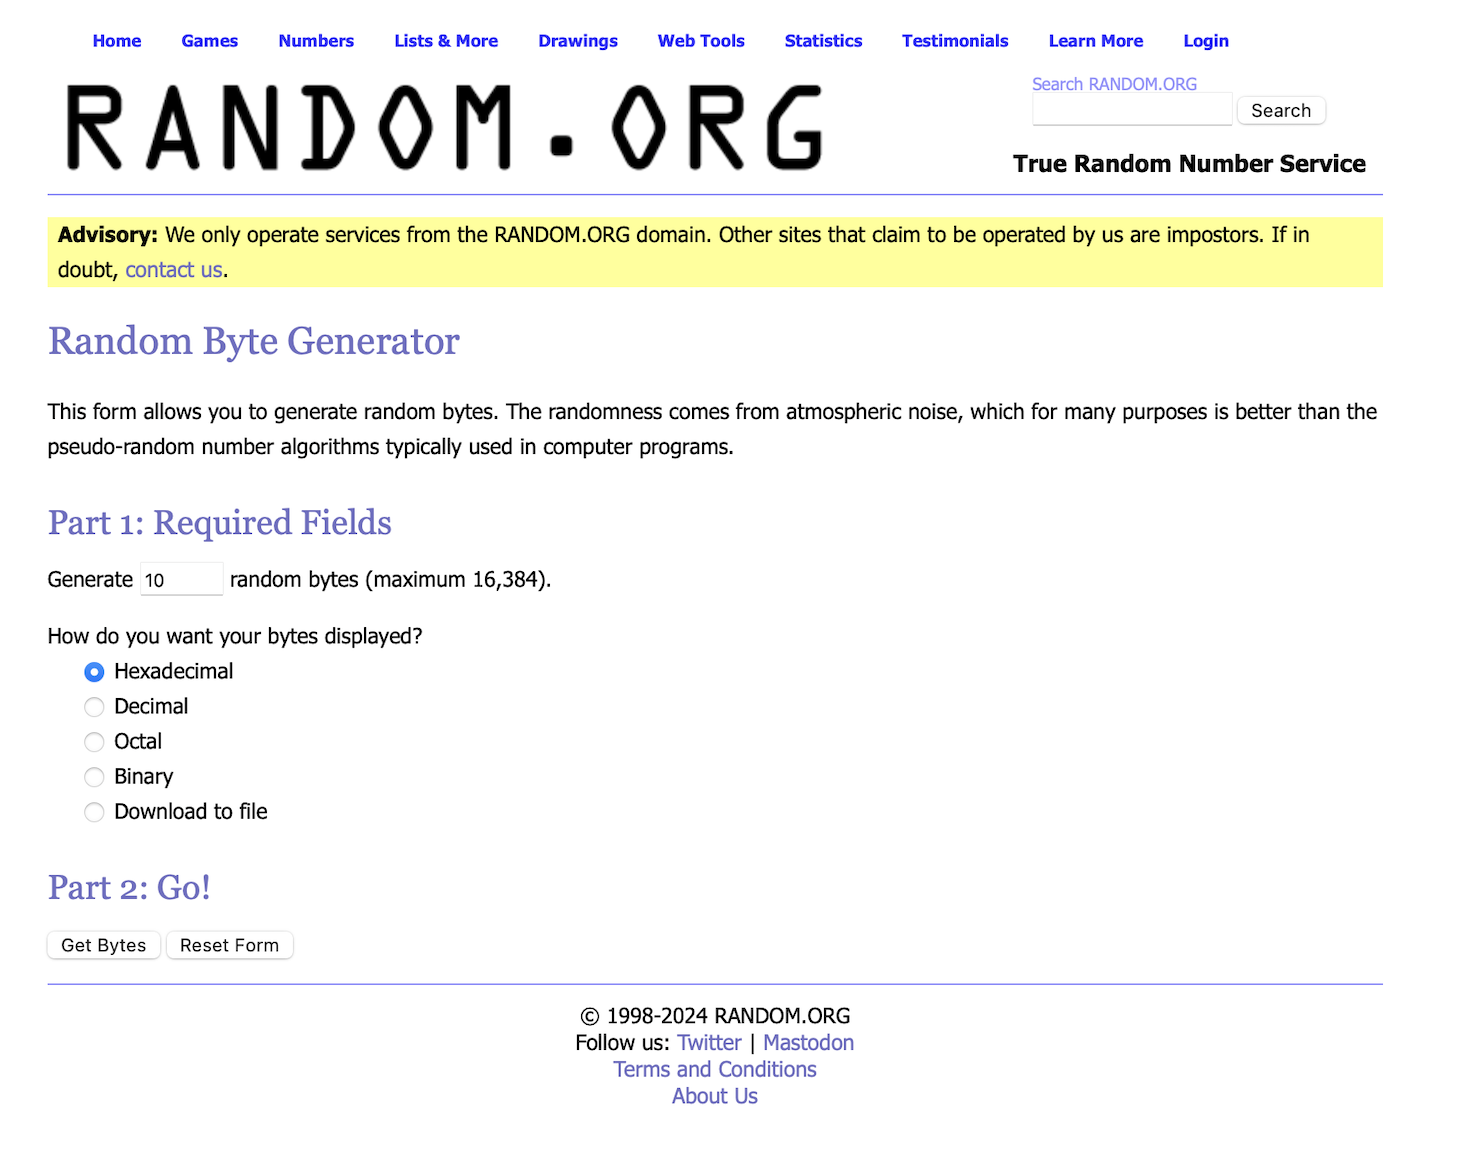 Home Games Numbers Lists & More Drawings Web Tools Statistics Testimonials Learn More Login
RANDOM.ORG
Search RANDOM.ORG
Search
True Random Number Service
Advisory: We only operate services from the RANDOM.ORG domain. Other sites that claim to be operated by us are impostors. If in
doubt, contact us.
Random Byte Generator
This form allows you to generate random bytes. The randomness comes from atmospheric noise, which for many purposes is better than the
pseudo-random number algorithms typically used in computer programs.
Part 1: Required Fields
Generate 10 random bytes (maximum 16,384).
How do you want your bytes displayed?
Hexadecimal
Decimal
Octal
Binary
Download to file
Part 2: Go!
Get Bytes Reset Form
© 1998-2024 RANDOM.ORG
Follow us: Twitter | Mastodon
Terms and Conditions
About Us